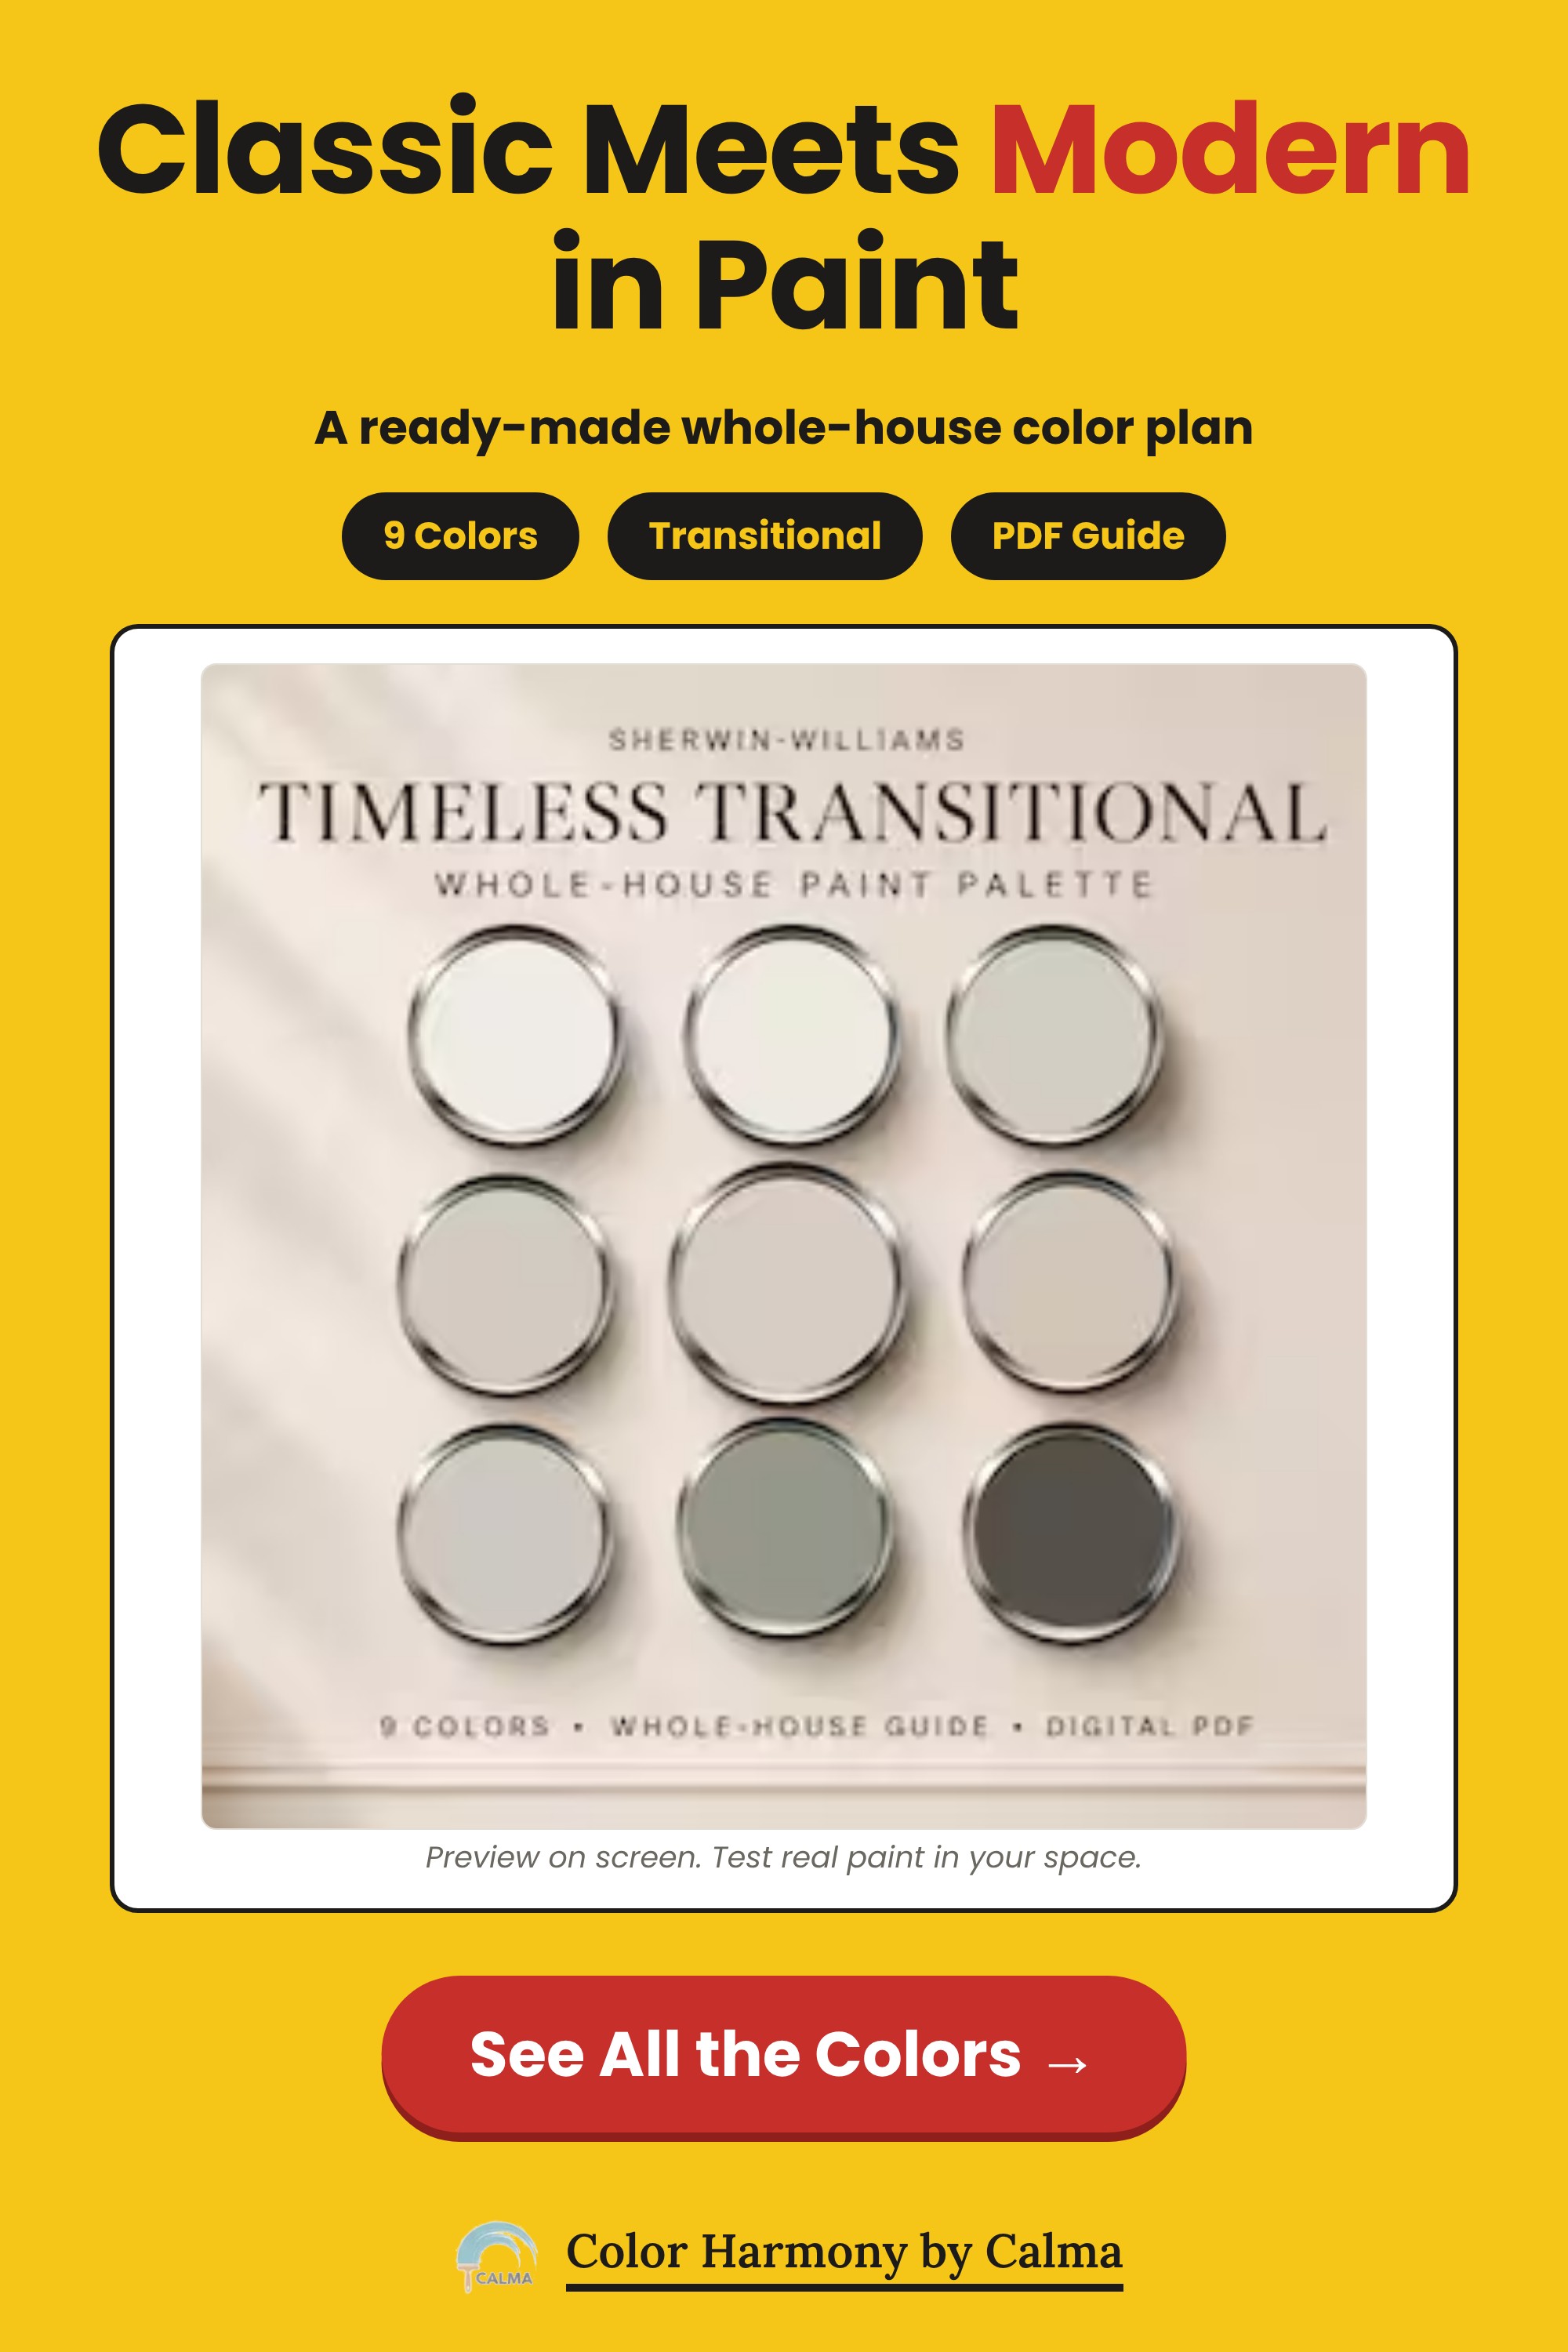 Classic Meets Modern
in Paint
A ready-made whole-house color plan
9 Colors
Transitional
PDF Guide
SHERWIN-WILLIAMS
TIMELESS TRANSITIONAL
WHOLE-HOUSE PAINT PALETTE
9 COLORS • WHOLE-HOUSE GUIDE • DIGITAL PDF
Preview on screen. Test real paint in your space.
See All the Colors →
CALMA
Color Harmony by Calma